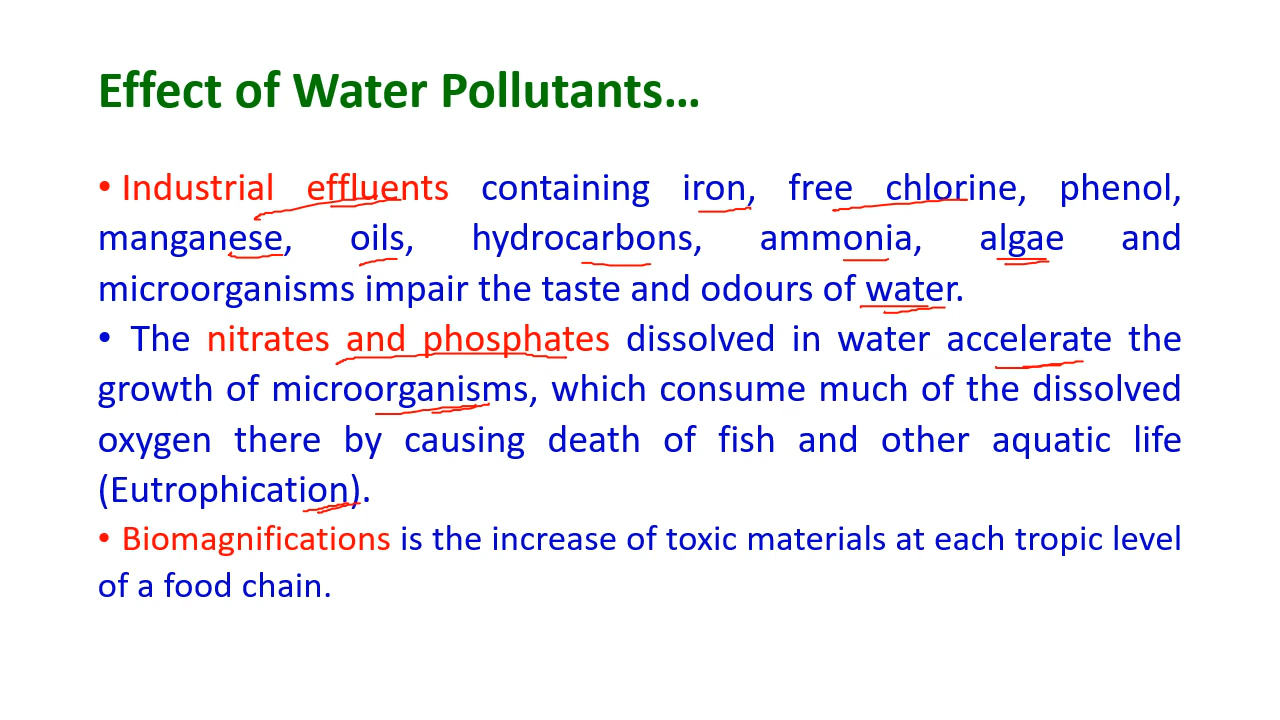 Effect of Water Pollutants...
• Industrial effluents containing iron, free chlorine, phenol,
manganese, oils, hydrocarbons, ammonia, algae and
microorganisms impair the taste and odours of water.
• The nitrates and phosphates dissolved in water accelerate the
growth of microorganisms, which consume much of the dissolved
oxygen there by causing death of fish and other aquatic life
(Eutrophication).
• Biomagnifications is the increase of toxic materials at each tropic level
of a food chain.